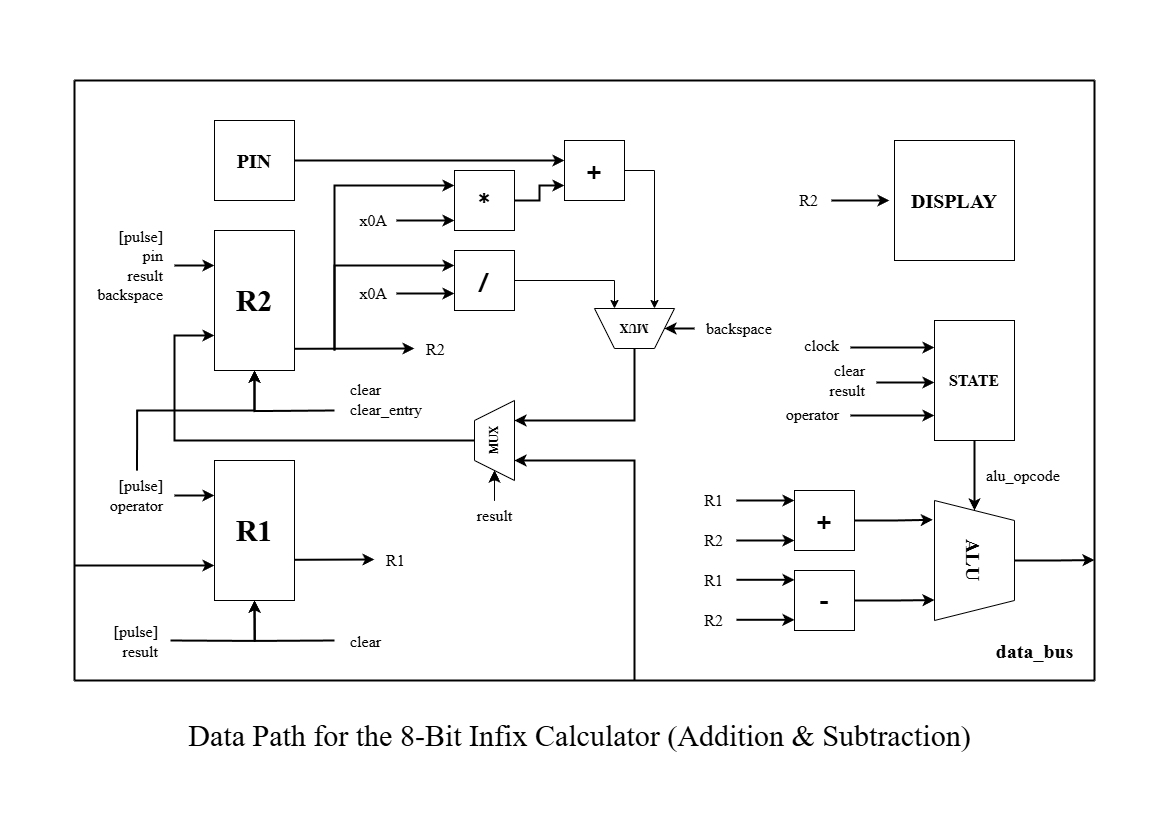 PIN
+
*
x0A
/
x0A
MUX
backspace
[pulse]
pin
result
backspace
R2
R2
clear
clear_entry
MUX
result
[pulse]
operator
R1
R1
[pulse]
result
clear
R2
DISPLAY
clock
clear
result
operator
STATE
alu_opcode
R1
R2
+
R1
R2
-
ALU
data_bus
Data Path for the 8-Bit Infix Calculator (Addition & Subtraction)